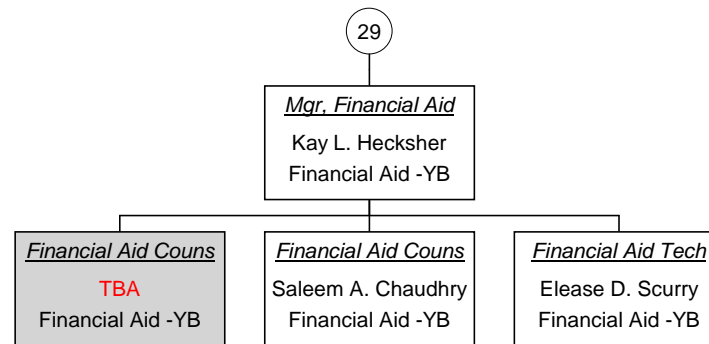 29
Mgr, Financial Aid
Kay L. Hecksher
Financial Aid -YB
Financial Aid Couns
TBA
Financial Aid -YB
Financial Aid Couns
Saleem A. Chaudhry
Financial Aid -YB
Financial Aid Tech
Elease D. Scurry
Financial Aid -YB